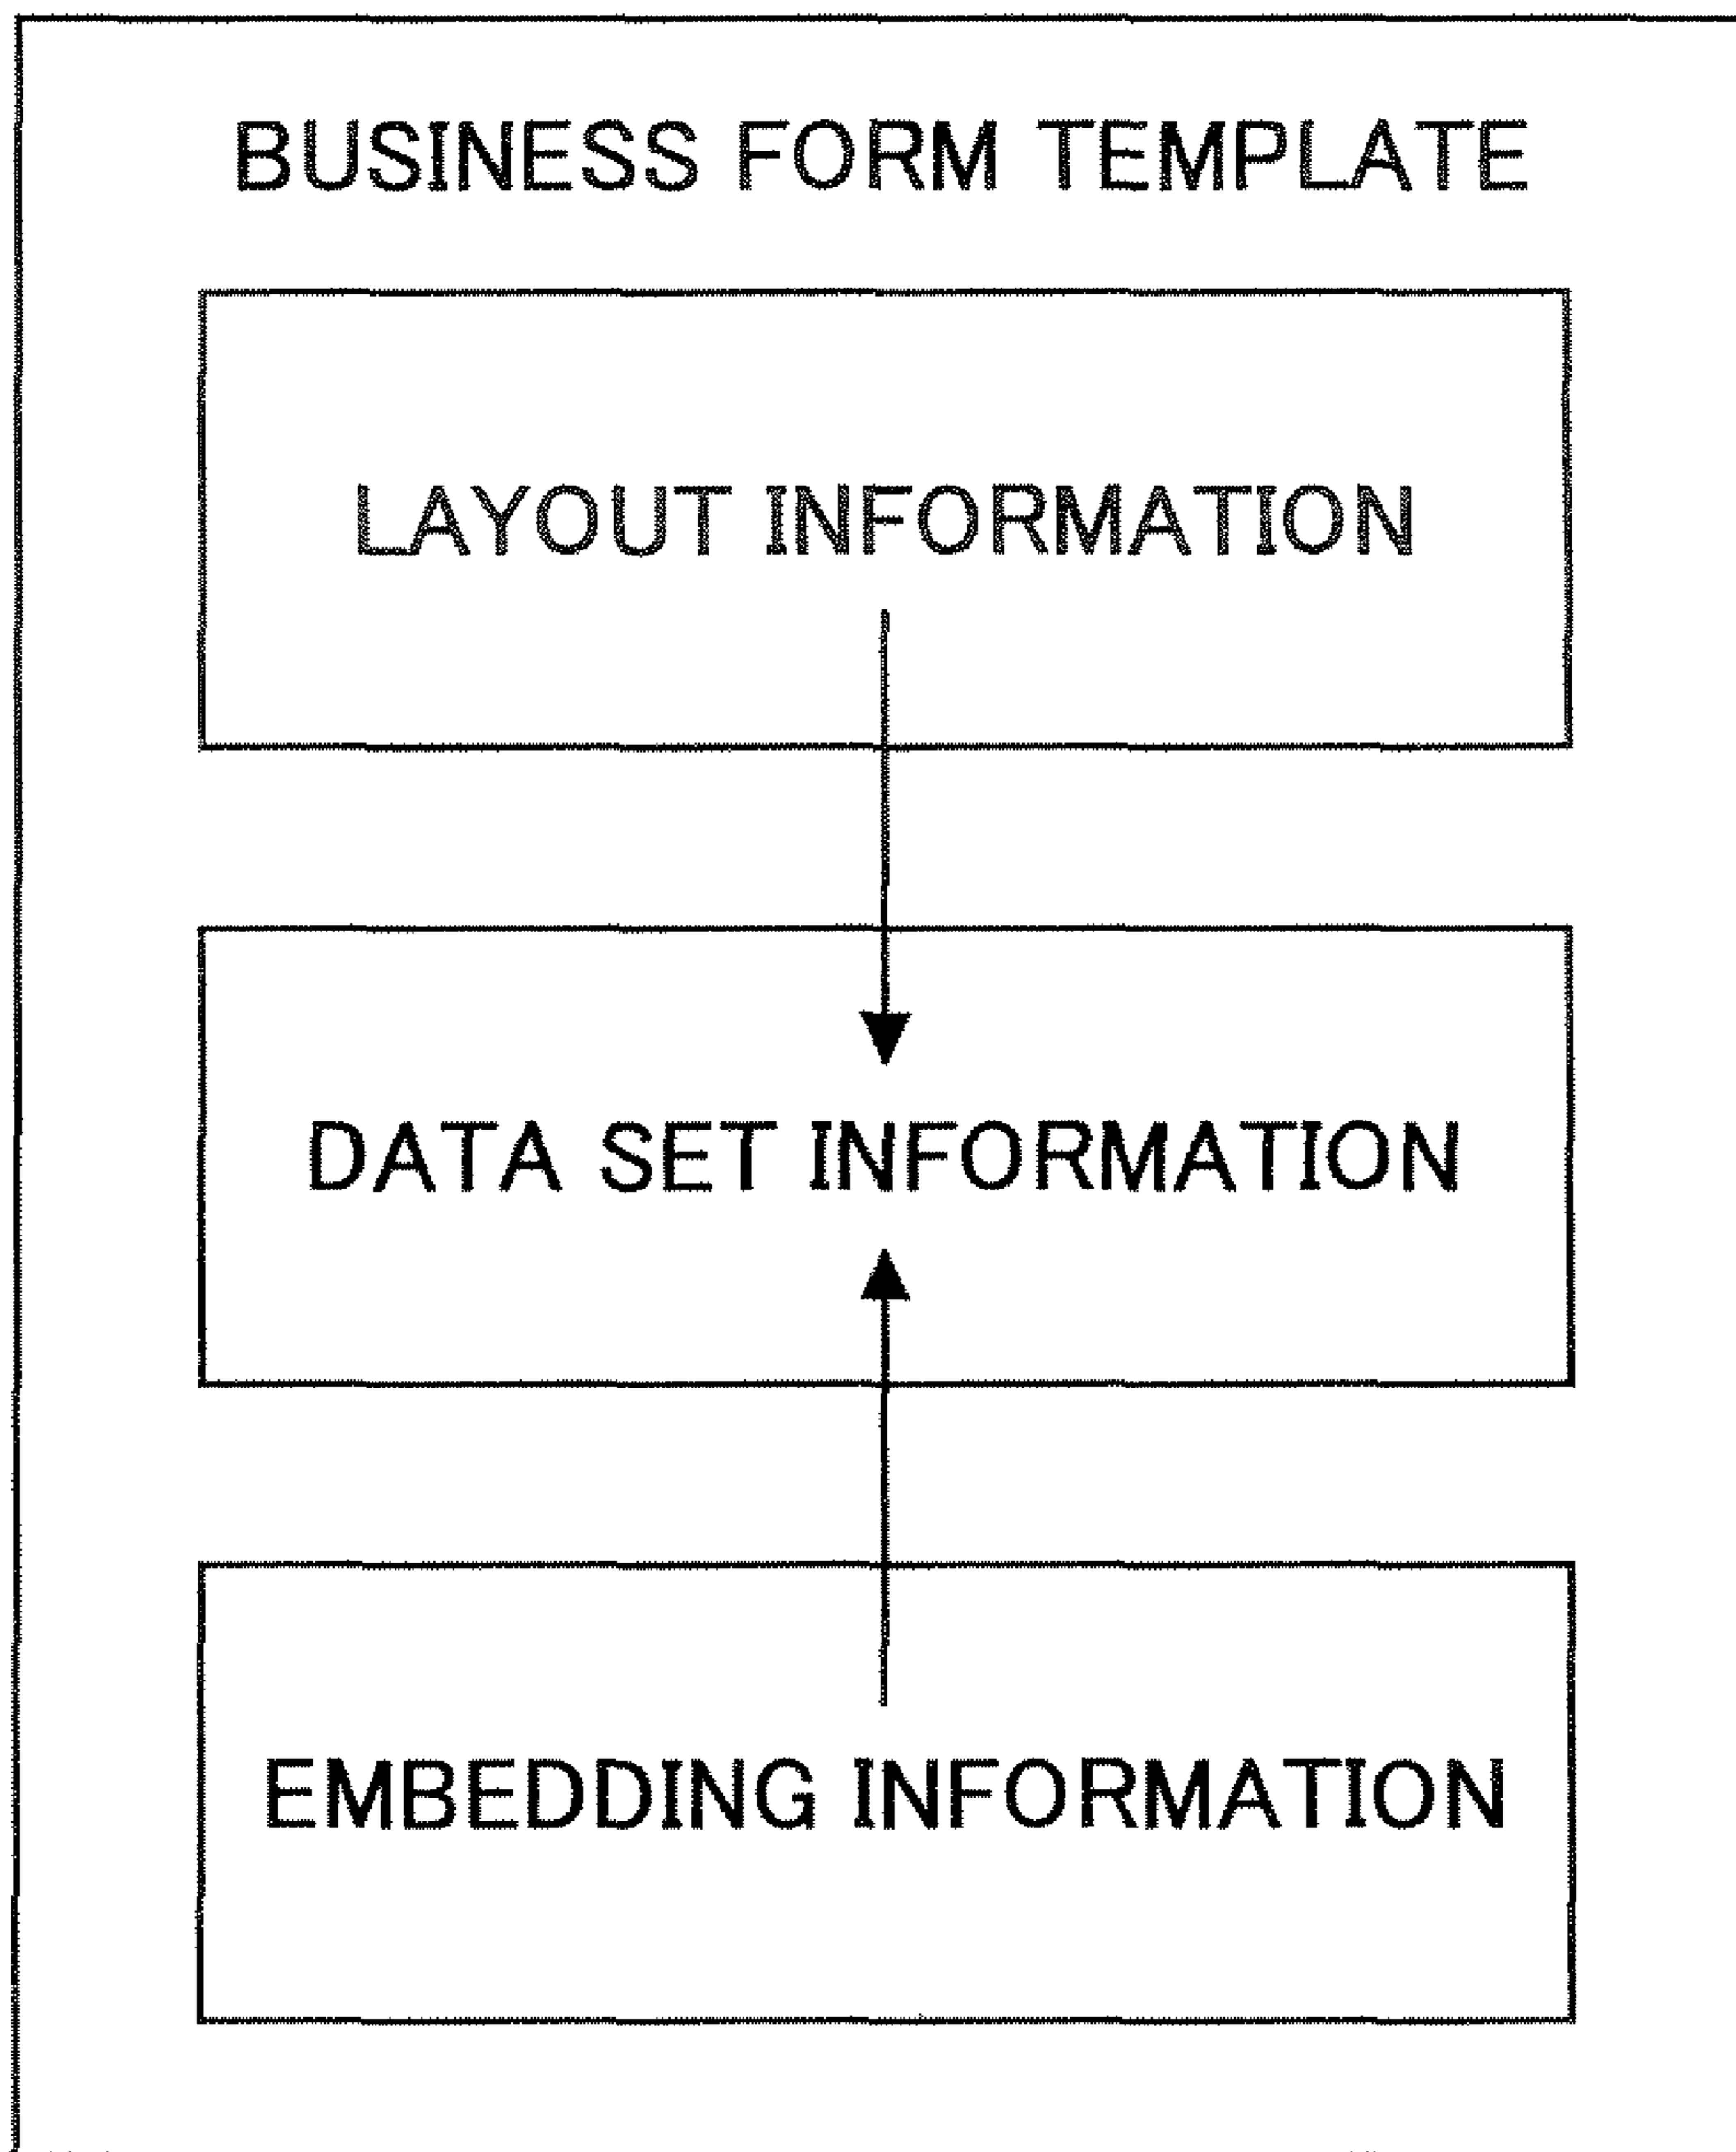 BUSINESS FORM TEMPLATE
LAYOUT INFORMATION
DATA SET INFORMATION
EMBEDDING INFORMATION